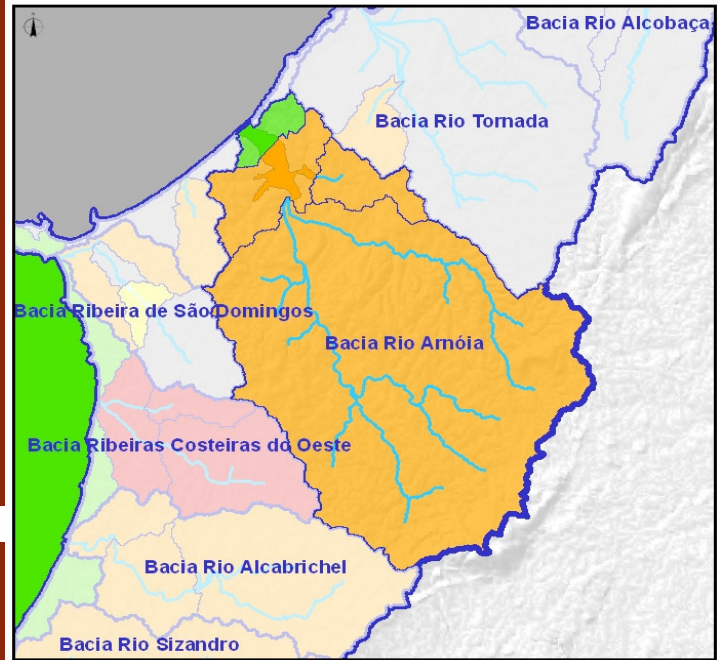 Bacia Rio Alcobaça
Bacia Rio Tornada
Bacia Ribeira de São Domingos
Bacia Rio Arnóia
Bacia Ribeiras Costeiras do Oeste
Bacia Rio Alcabrichel
Bacia Rio Sizandro